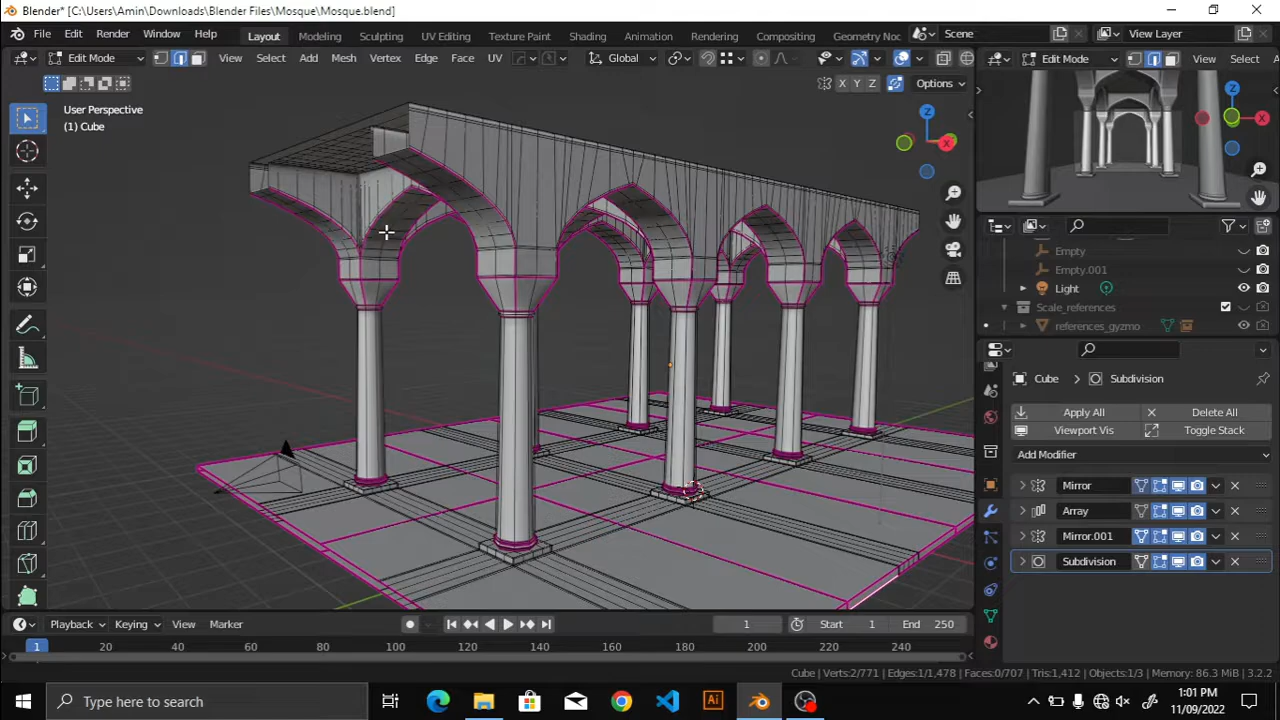 Blender* [C:\Users\Amin\Downloads\Blender Files\Mosque\Mosque.blend]
File Edit Render Window Help Layout Modeling Sculpting UV Editing Texture Paint Shading Animation Rendering Compositing Geometry Noc Scene View Layer
Edit Mode View Select Add Mesh Vertex Edge Face UV Global Edit Mode View Select
X Y Z Options
User Perspective
(1) Cube
Z
X
Z
X
Empty
Empty.001
Light
Scale_references
references_gyzmo
Cube > Subdivision
Apply All Delete All
Viewport Vis Toggle Stack
Add Modifier
Mirror
Array
Mirror.001
Subdivision
Playback Keying View Marker 1 Start 1 End 250
1 20 40 60 80 100 120 140 160 180 200 220 240
Cube | Verts:2/771 | Edges:1/1,478 | Faces:0/707 | Tris:1,412 | Objects:1/3 | Memory: 86.3 MiB | 3.2.2
Type here to search
Ai
1:01 PM
11/09/2022